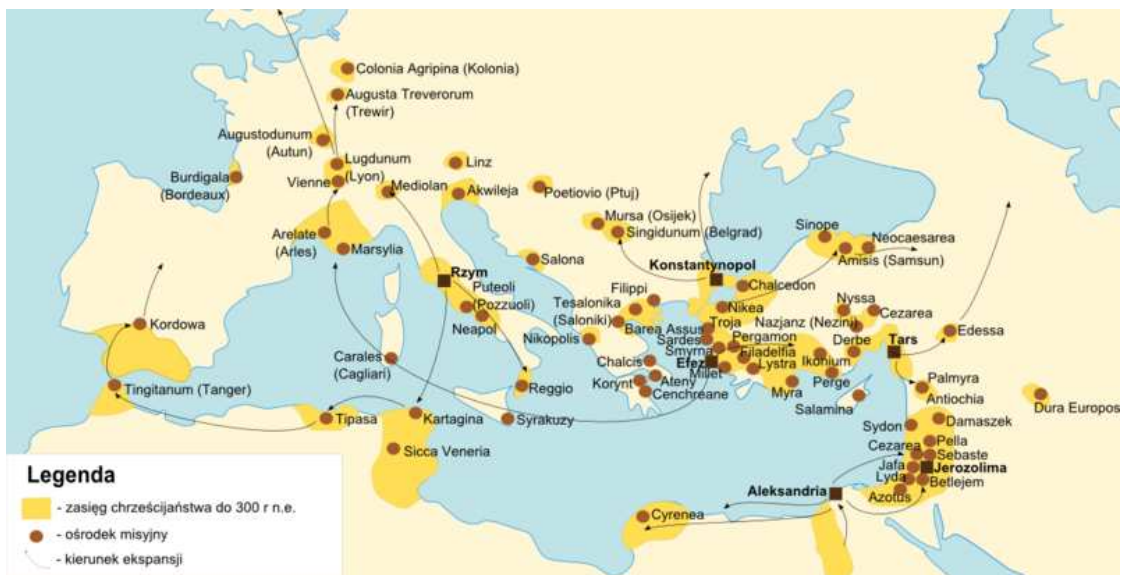 Colonia Agripina (Kolonia)
Augusta Treverorum
(Trewir)
Augustodunum
(Autun)
Lugdunum
(Lyon)
Linz
Burdigala
(Bordeaux)
Vienne
Mediolan
Akwileja
Poetiovio (Ptuj)
Mursa (Osijek)
Singidunum (Belgrad)
Sinope
Neocaesarea
Amisis (Samsun)
Arelate
(Arles)
Marsylia
Salona
Rzym
Konstantynopol
Chalcedon
Puteoli
(Pozzuoli)
Neapol
Filippi
Tesalonika
(Saloniki)
Nikea
Nyssa
Cezarea
Kordowa
Nikopolis
Barea
Assus
Troja
Nazjanz (Nezini)
Edessa
Sardes
Pergamon
Derbe
Tars
Smyrna
Filadelfia
Ikonium
Carales
(Cagliari)
Chalcis
Efez
Lystra
Millet
Perge
Palmyra
Tingitanum (Tanger)
Reggio
Korynt
Ateny
Cenchreane
Myra
Antiochia
Salamina
Dura Europos
Tipasa
Kartagina
Syrakuzy
Sydon
Damaszek
Sicca Veneria
Cezarea
Pella
Sebaste
Jafa
Jerozolima
Lyda
Betlejem
Aleksandria
Azotus
Cyrenea
Legenda
- zasięg chrześcijaństwa do 300 r n.e.
- ośrodek misyjny
- kierunek ekspansji